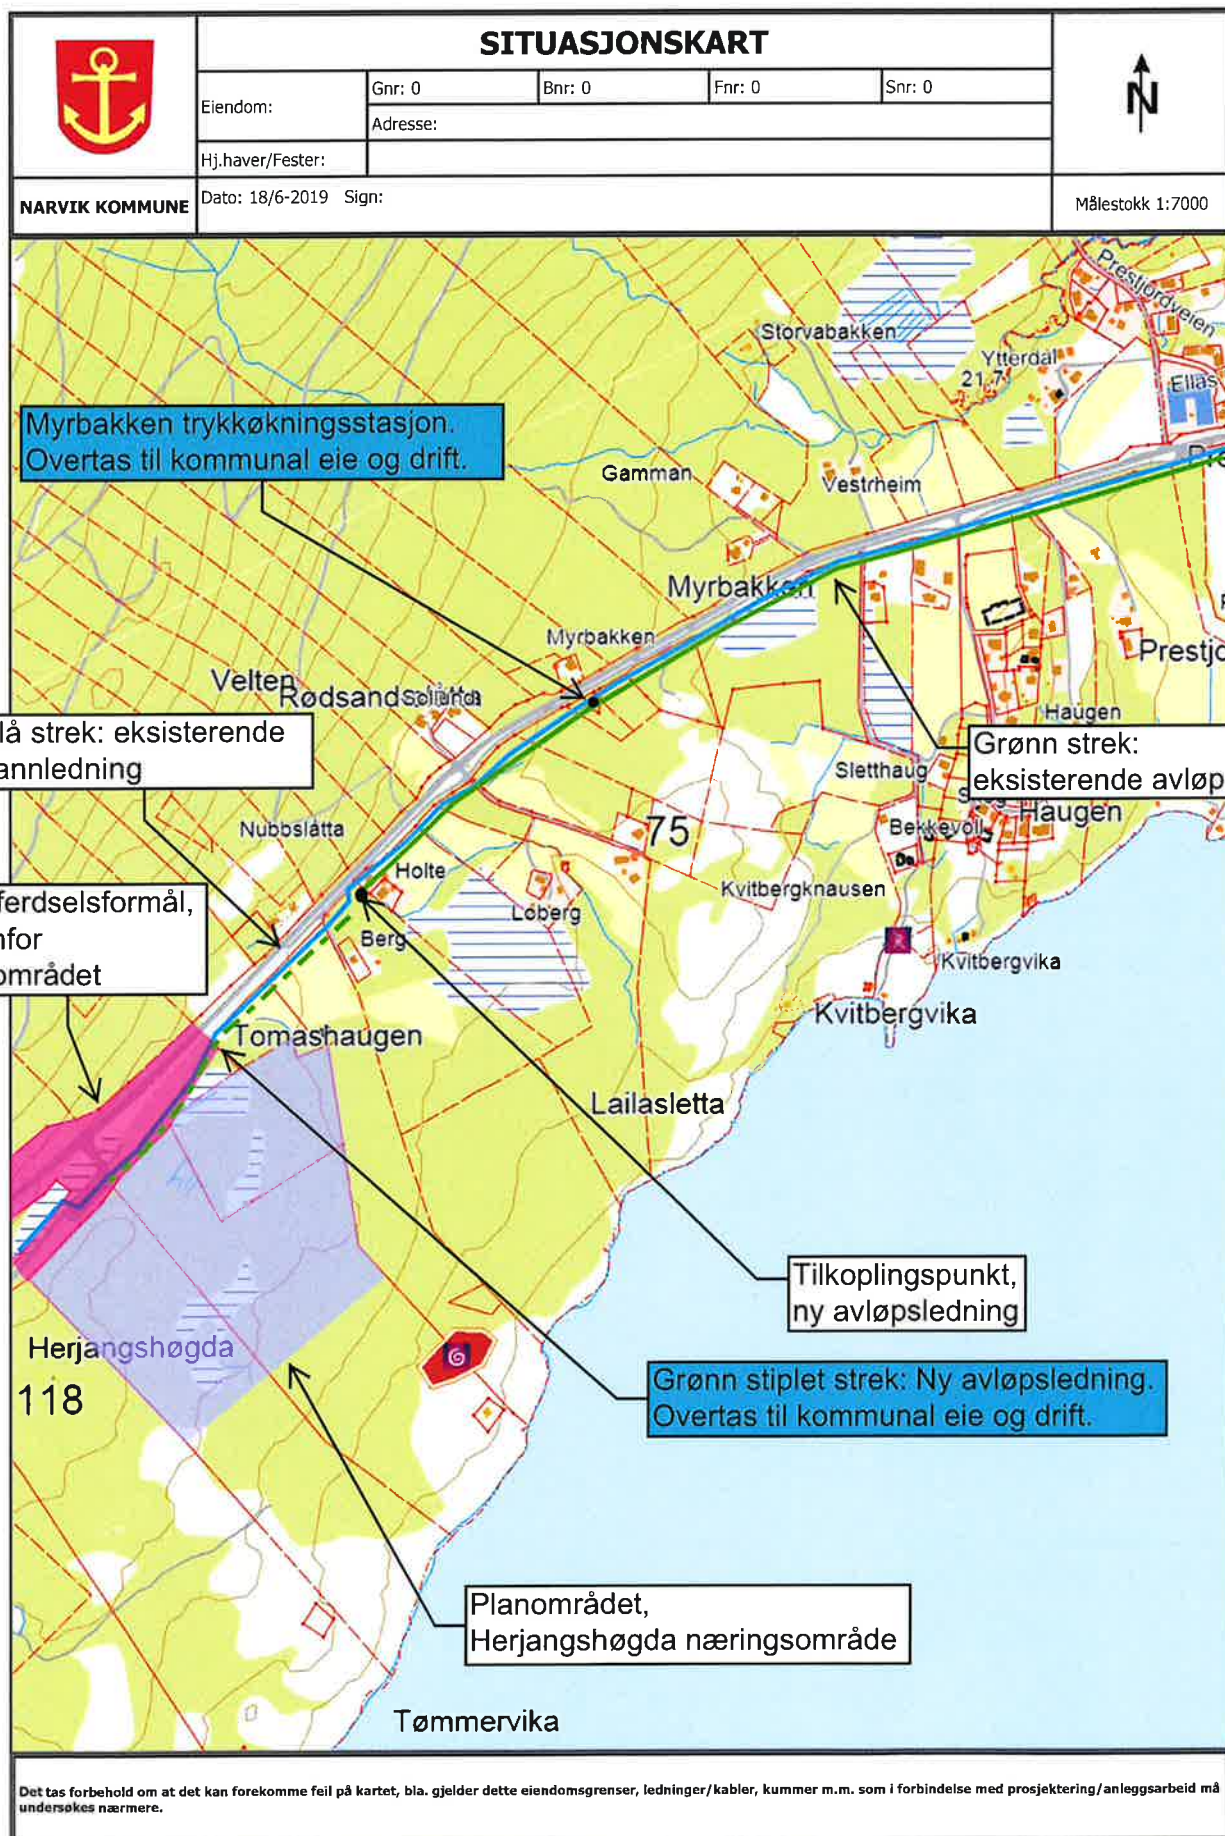 SITUASJONSKART
Eiendom:
Gnr: 0
Bnr: 0
Fnr: 0
Snr: 0
Adresse:
Hj.haver/Fester:
N
NARVIK KOMMUNE
Dato: 18/6-2019 Sign:
Målestokk 1:7000
Prestjordveien
Storvabakken
Ytterdal
21,7
Ellas
Myrbakken trykkøkningsstasjon.
Overtas til kommunal eie og drift.
Gamman
Vestrheim
Myrbakken
Myrbakken
Prestjo
Velten
Rødsand
Haugen
lå strek: eksisterende
annledning
Grønn strek:
eksisterende avløp
Sletthaug
Nubbslåtta
75
Bekkevoll
Haugen
Holte
Kvitbergknausen
ferdselsformål,
nfor
området
Løberg
Berg
Kvitbergvika
Kvitbergvika
Tomashaugen
Lailasletta
Tilkoplingspunkt,
ny avløpsledning
Herjangshøgda
118
Grønn stiplet strek: Ny avløpsledning.
Overtas til kommunal eie og drift.
Planområdet,
Herjangshøgda næringsområde
Tømmervika
Det tas forbehold om at det kan forekomme feil på kartet, bla. gjelder dette eiendomsgrenser, ledninger/kabler, kummer m.m. som i forbindelse med prosjektering/anleggsarbeid må
undersøkes nærmere.